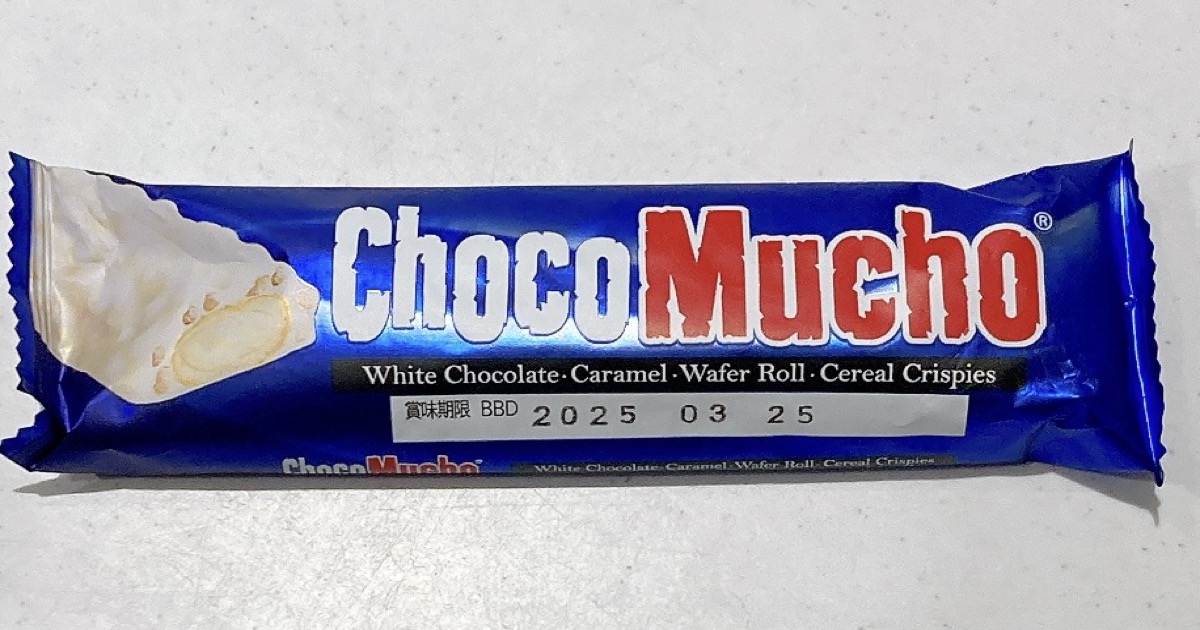 ChocoMucho®
White Chocolate·Caramel·Wafer Roll·Cereal Crispies
賞味期限 BBD 2025 03 25
ChocoMucho White Chocolate·Caramel·Wafer Roll·Cereal Crispies